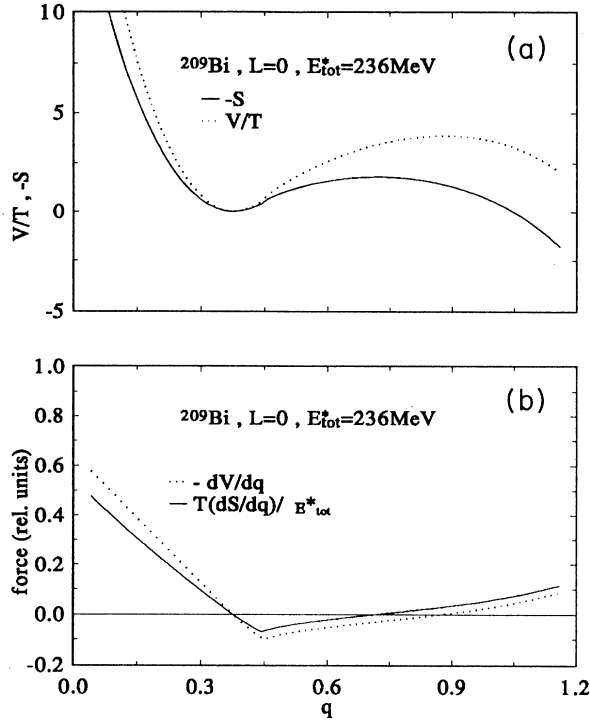 10
(a)
²⁰⁹Bi , L=0 , E*tot=236MeV
-S
V/T
5
0
-5
V/T , -S
1.0
(b)
²⁰⁹Bi , L=0 , E*tot=236MeV
0.8
- dV/dq
T(dS/dq)/ E*tot
0.6
0.4
0.2
0.0
-0.2
force (rel. units)
0.0 0.3 0.6 0.9 1.2
q